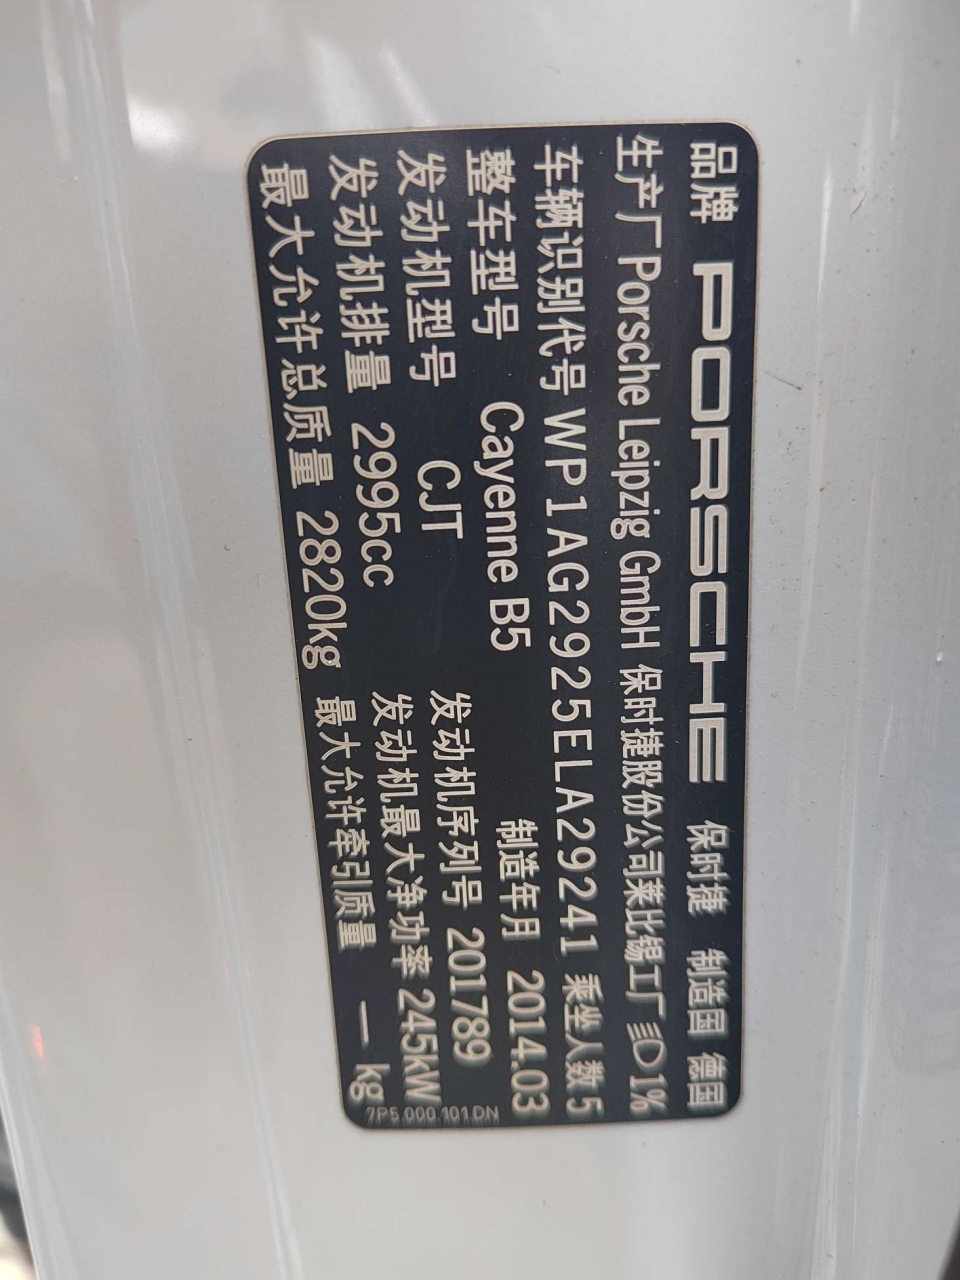 品牌 PORSCHE 保时捷 制造国 德国
生产厂 Porsche Leipzig GmbH 保时捷股份公司莱比锡工厂 1%
车辆识别代号 WP1AG2925ELA29241 乘坐人数 5
整车型号 Cayenne B5 制造年月 2014.03
发动机型号 CJT 发动机序列号 201789
发动机排量 2995cc 发动机最大净功率 245kW
最大允许总质量 2820kg 最大允许牵引质量 — kg
7P5.000.101.DN